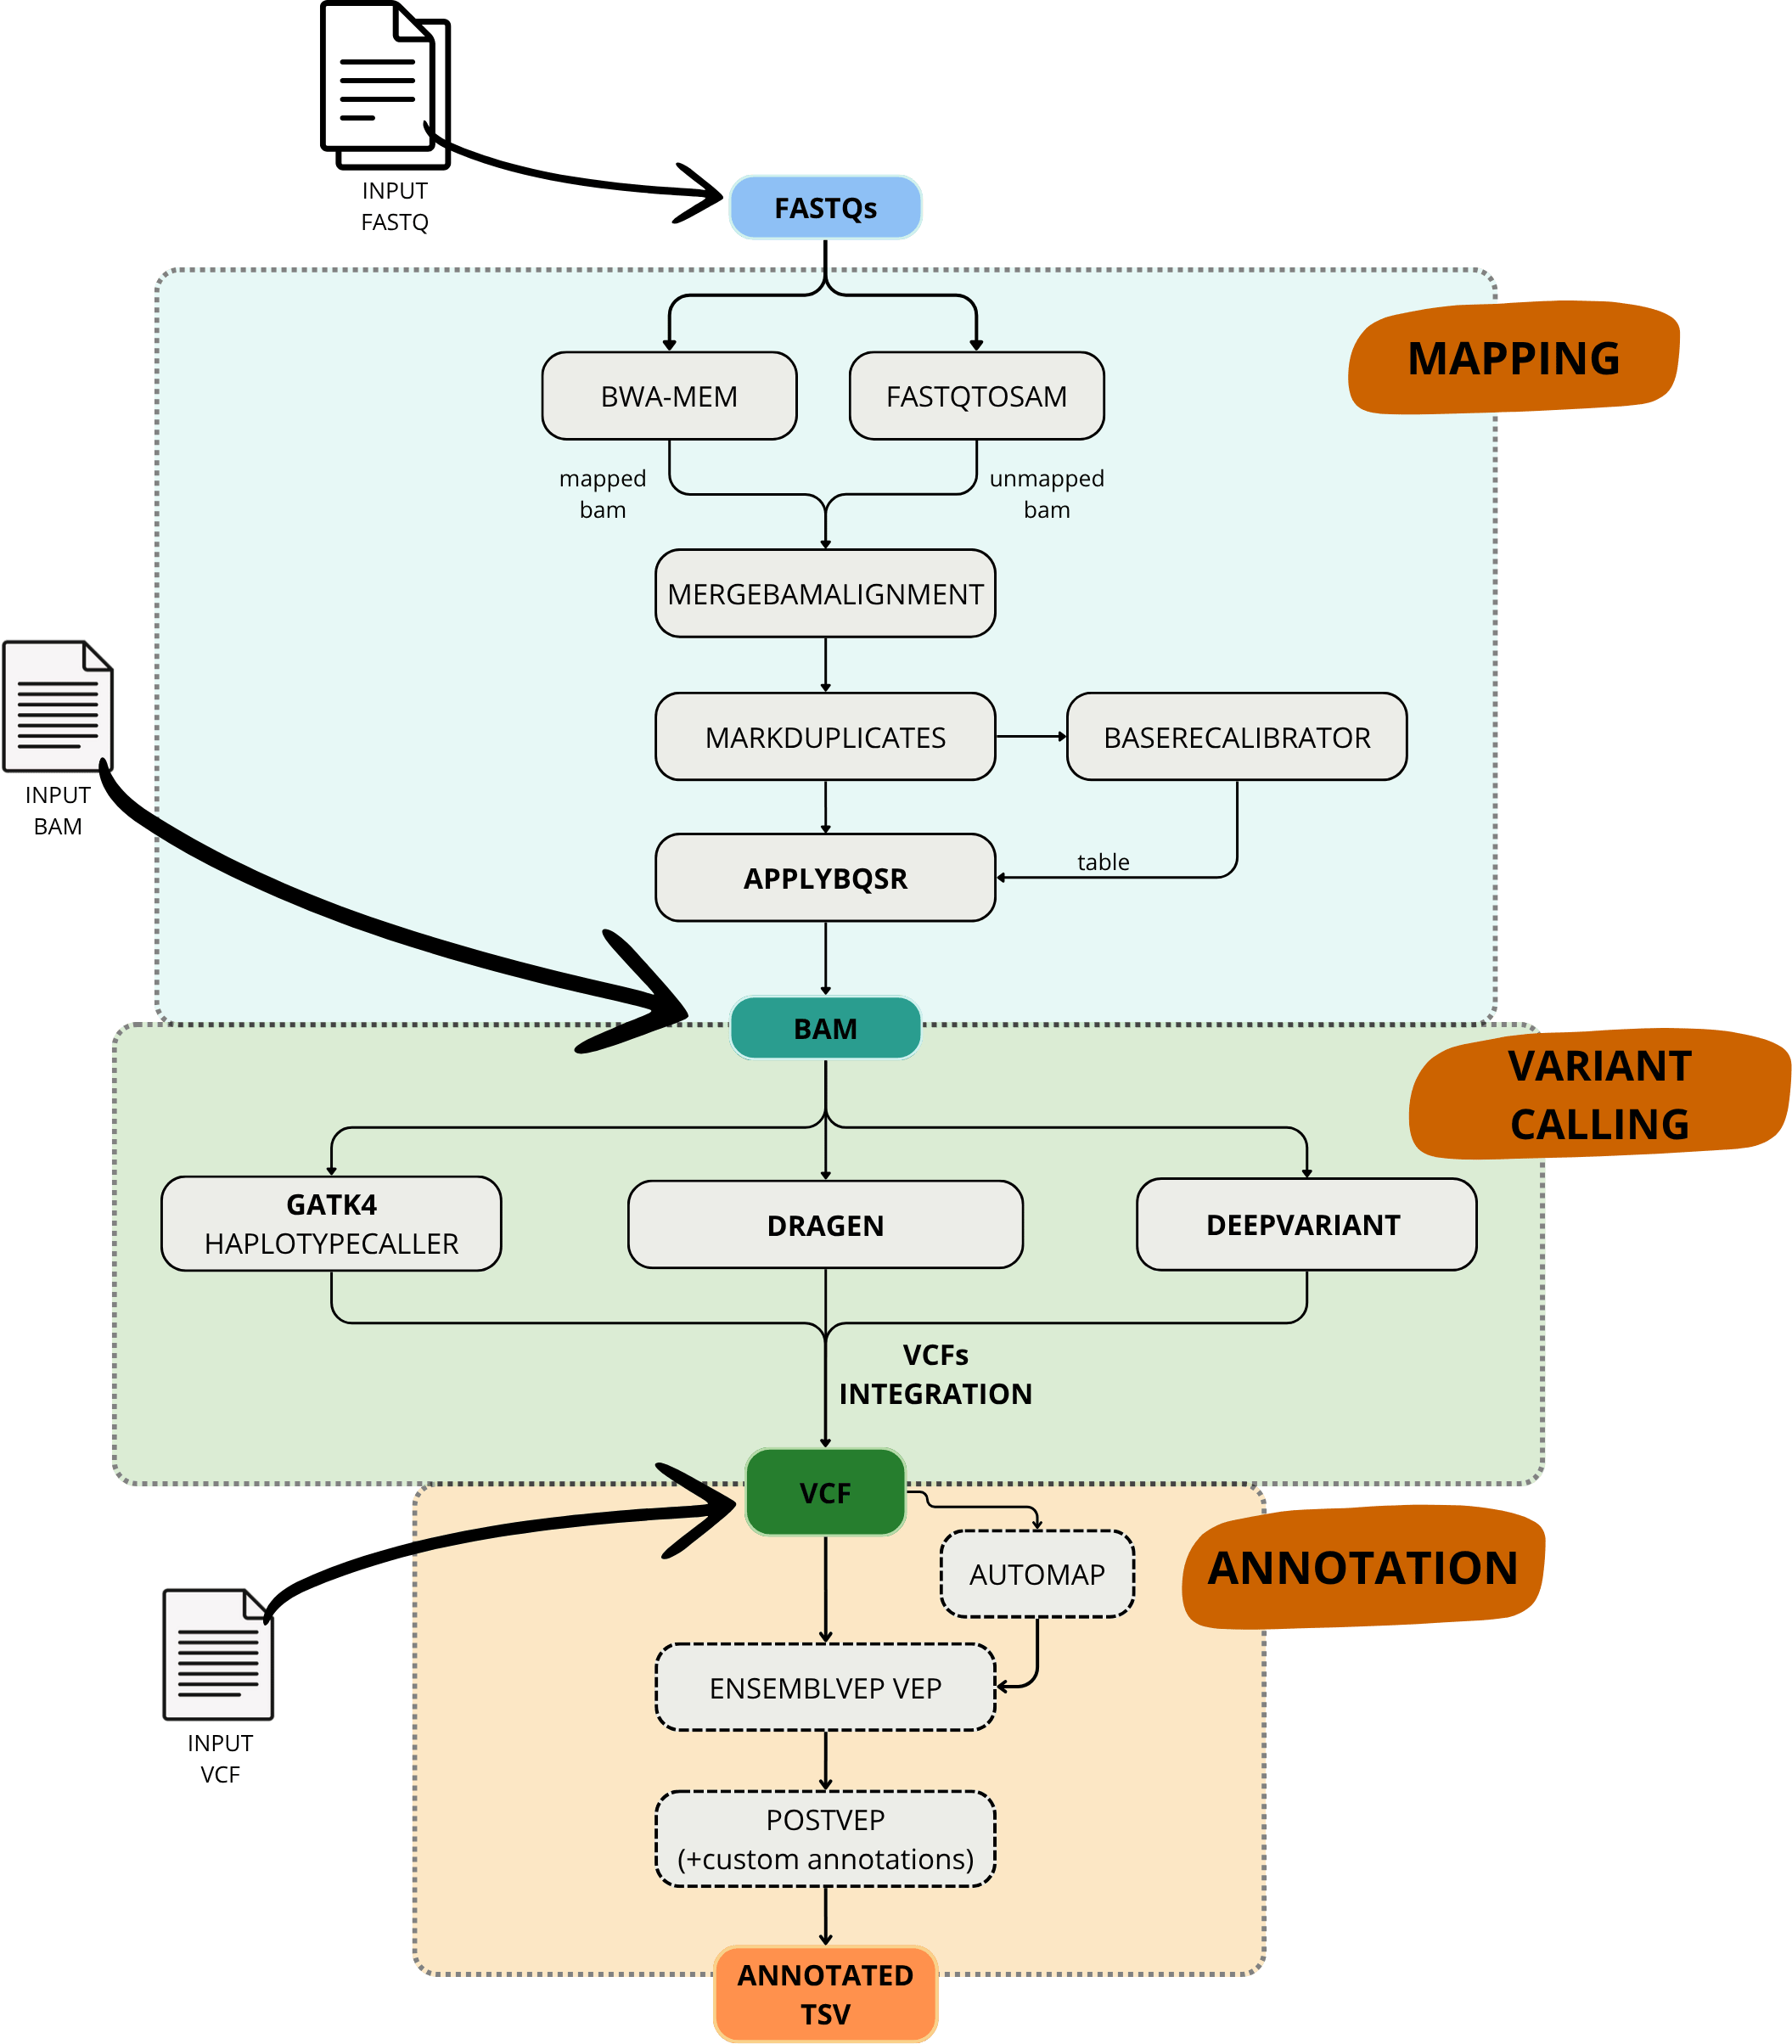 INPUT
FASTQ
FASTQs
MAPPING
BWA-MEM
FASTQTOSAM
mapped
bam
unmapped
bam
MERGEBAMALIGNMENT
MARKDUPLICATES
BASERECALIBRATOR
INPUT
BAM
table
APPLYBQSR
BAM
VARIANT
CALLING
GATK4
HAPLOTYPECALLER
DRAGEN
DEEPVARIANT
VCFs
INTEGRATION
VCF
AUTOMAP
ANNOTATION
ENSEMBLVEP VEP
INPUT
VCF
POSTVEP
(+custom annotations)
ANNOTATED
TSV